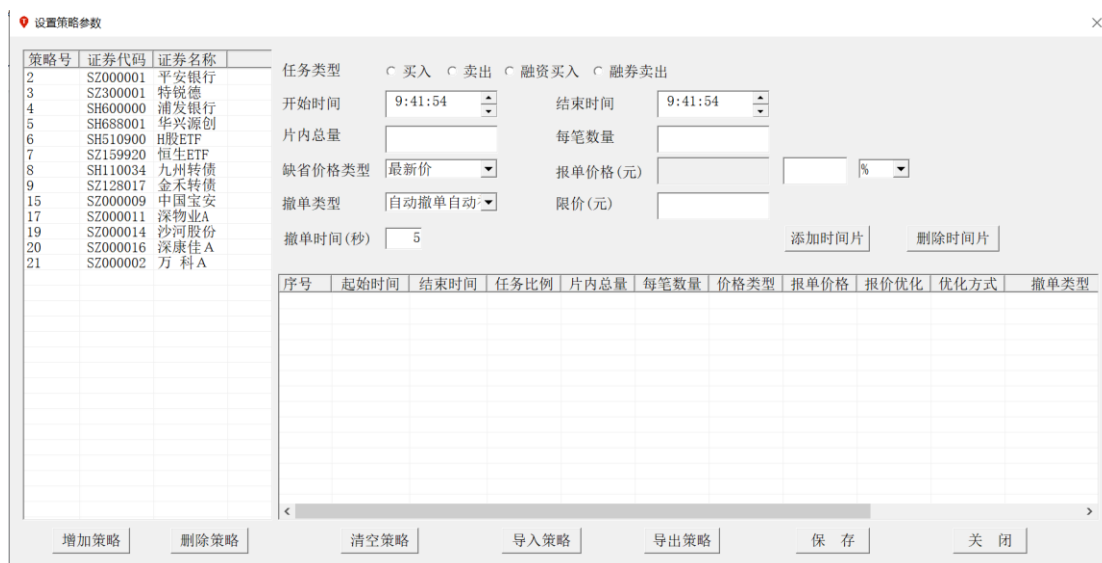 设置策略参数
策略号 证券代码 证券名称
2 SZ000001 平安银行
3 SZ300001 特锐德
4 SH600000 浦发银行
5 SH688001 华兴源创
6 SH510900 H股ETF
7 SZ159920 恒生ETF
8 SH110034 九州转债
9 SZ128017 金禾转债
15 SZ000009 中国宝安
17 SZ000011 深物业A
19 SZ000014 沙河股份
20 SZ000016 深康佳A
21 SZ000002 万 科A
任务类型 买入 卖出 融资买入 融券卖出
开始时间 9:41:54 结束时间 9:41:54
片内总量 每笔数量
缺省价格类型 最新价 报单价格(元) %
撤单类型 自动撤单自动 限价(元)
撤单时间(秒) 5 添加时间片 删除时间片
序号 起始时间 结束时间 任务比例 片内总量 每笔数量 价格类型 报单价格 报价优化 优化方式 撤单类型
增加策略 删除策略 清空策略 导入策略 导出策略 保 存 关 闭